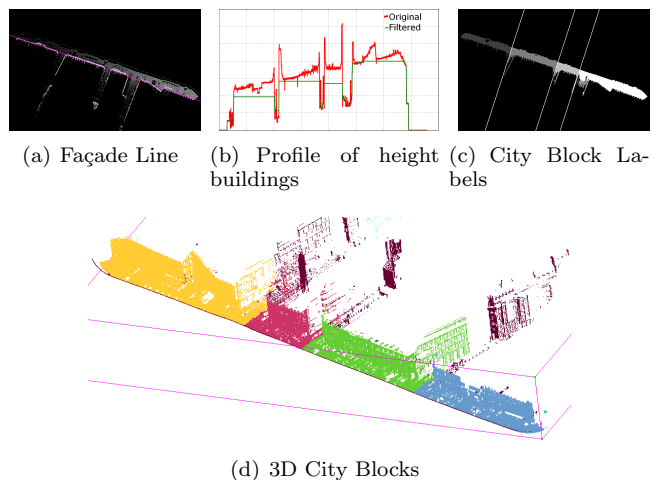 Original
Filtered
(a) Façade Line
(b) Profile of height
buildings
(c) City Block La-
bels
(d) 3D City Blocks